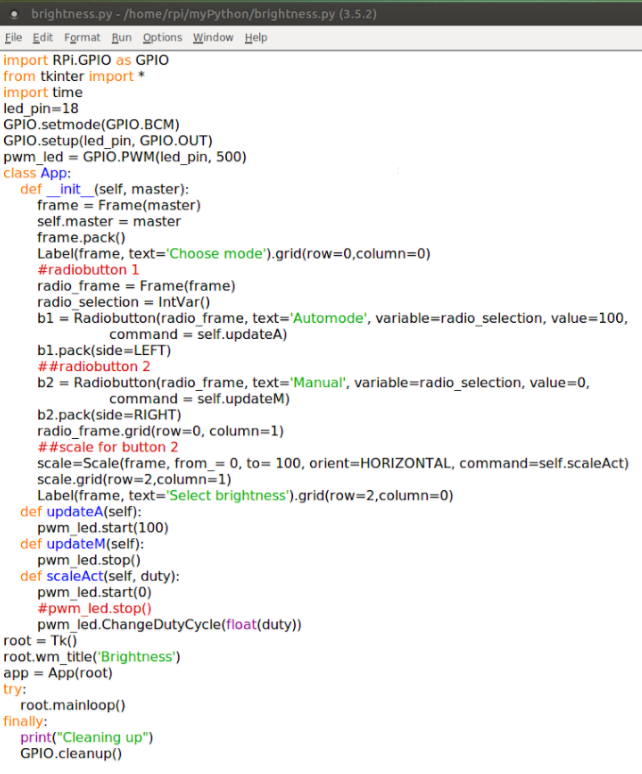 brightness.py - /home/rpi/myPython/brightness.py (3.5.2)
File Edit Format Run Options Window Help
import RPi.GPIO as GPIO
from tkinter import *
import time
led_pin=18
GPIO.setmode(GPIO.BCM)
GPIO.setup(led_pin, GPIO.OUT)
pwm_led = GPIO.PWM(led_pin, 500)
class App:
    def __init__(self, master):
        frame = Frame(master)
        self.master = master
        frame.pack()
        Label(frame, text='Choose mode').grid(row=0,column=0)
        #radiobutton 1
        radio_frame = Frame(frame)
        radio_selection = IntVar()
        b1 = Radiobutton(radio_frame, text='Automode', variable=radio_selection, value=100,
                         command = self.updateA)
        b1.pack(side=LEFT)
        ##radiobutton 2
        b2 = Radiobutton(radio_frame, text='Manual', variable=radio_selection, value=0,
                         command = self.updateM)
        b2.pack(side=RIGHT)
        radio_frame.grid(row=0, column=1)
        ##scale for button 2
        scale=Scale(frame, from_= 0, to= 100, orient=HORIZONTAL, command=self.scaleAct)
        scale.grid(row=2,column=1)
        Label(frame, text='Select brightness').grid(row=2,column=0)
    def updateA(self):
        pwm_led.start(100)
    def updateM(self):
        pwm_led.stop()
    def scaleAct(self, duty):
        pwm_led.start(0)
        #pwm_led.stop()
        pwm_led.ChangeDutyCycle(float(duty))
root = Tk()
root.wm_title('Brightness')
app = App(root)
try:
    root.mainloop()
finally:
    print("Cleaning up")
    GPIO.cleanup()